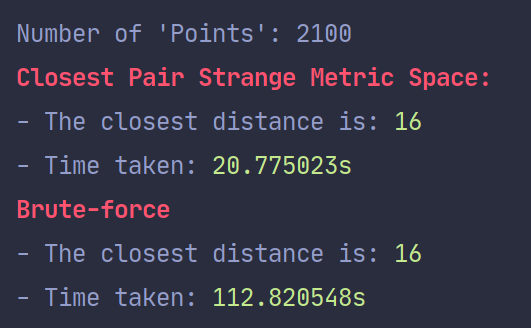 Number of 'Points': 2100
Closest Pair Strange Metric Space:
- The closest distance is: 16
- Time taken: 20.775023s
Brute-force
- The closest distance is: 16
- Time taken: 112.820548s